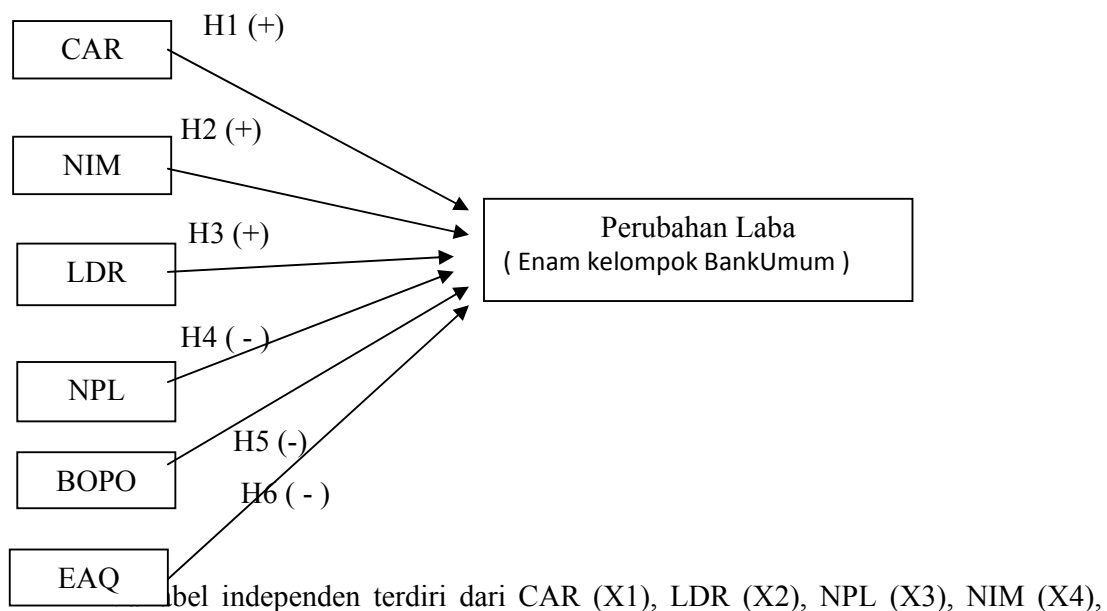 H1 (+)
CAR
H2 (+)
NIM
H3 (+)
LDR
Perubahan Laba
( Enam kelompok BankUmum )
H4 ( - )
NPL
H5 (-)
BOPO
H6 ( - )
EAQ
independen terdiri dari CAR (X1), LDR (X2), NPL (X3), NIM (X4),